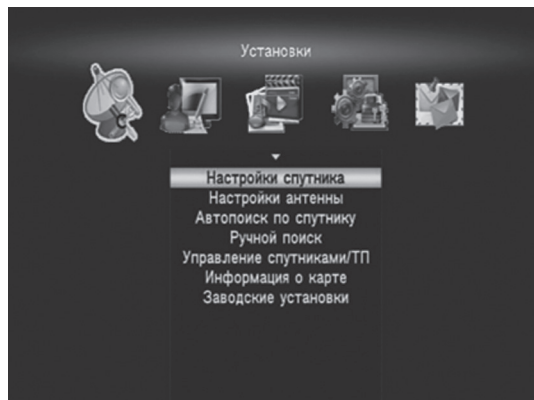 Установки
Настройки спутника
Настройки антенны
Автопоиск по спутнику
Ручной поиск
Управление спутниками/ТП
Информация о карте
Заводские установки